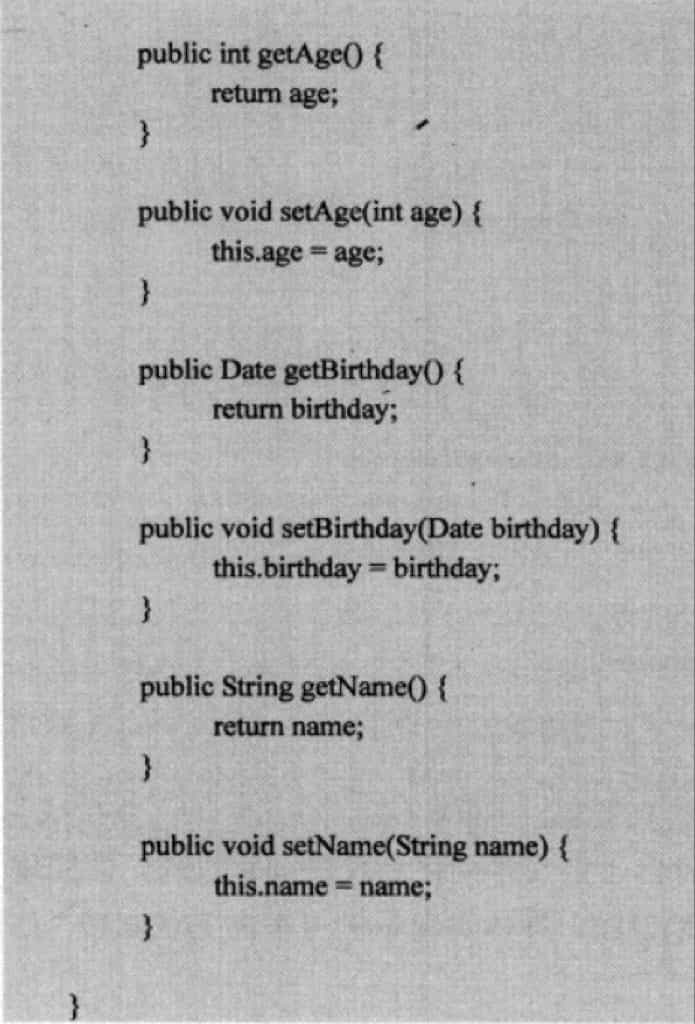 public int getAge() {
return age;
}
public void setAge(int age) {
this.age = age;
}
public Date getBirthday() {
return birthday;
}
public void setBirthday(Date birthday) {
this.birthday = birthday;
}
public String getName() {
return name;
}
public void setName(String name) {
this.name = name;
}
}